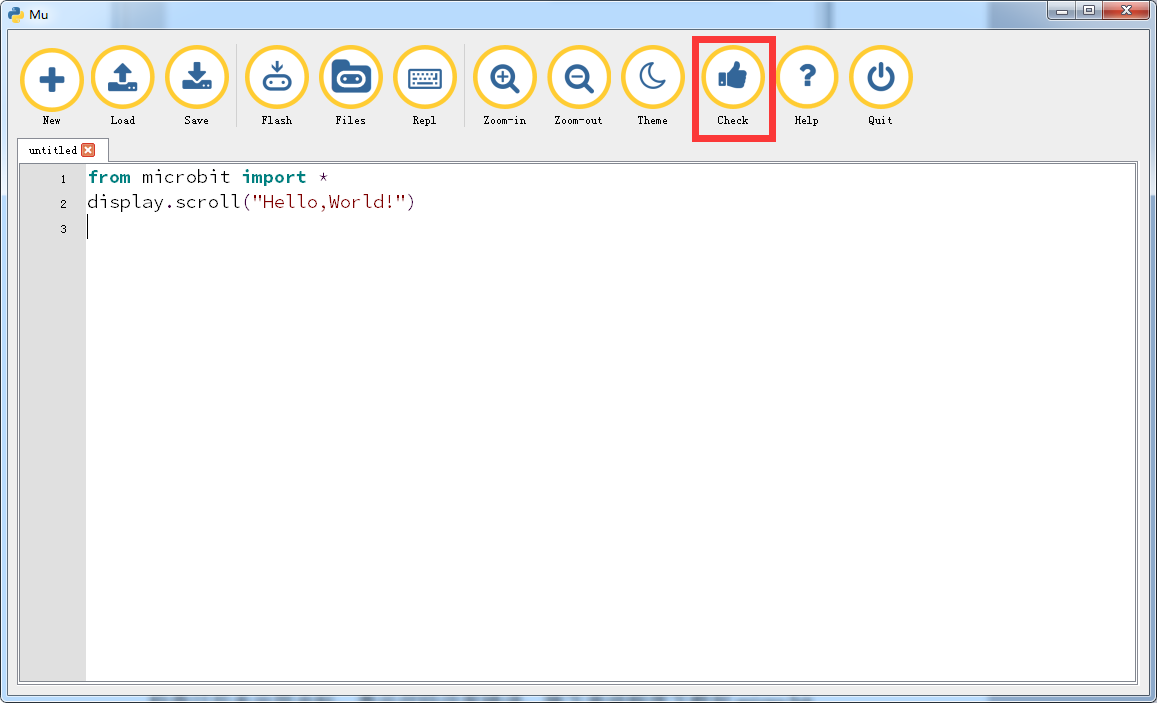 Mu
New Load Save Flash Files Repl Zoom-in Zoom-out Theme Check Help Quit
untitled
1 from microbit import *
2 display.scroll("Hello,World!")
3